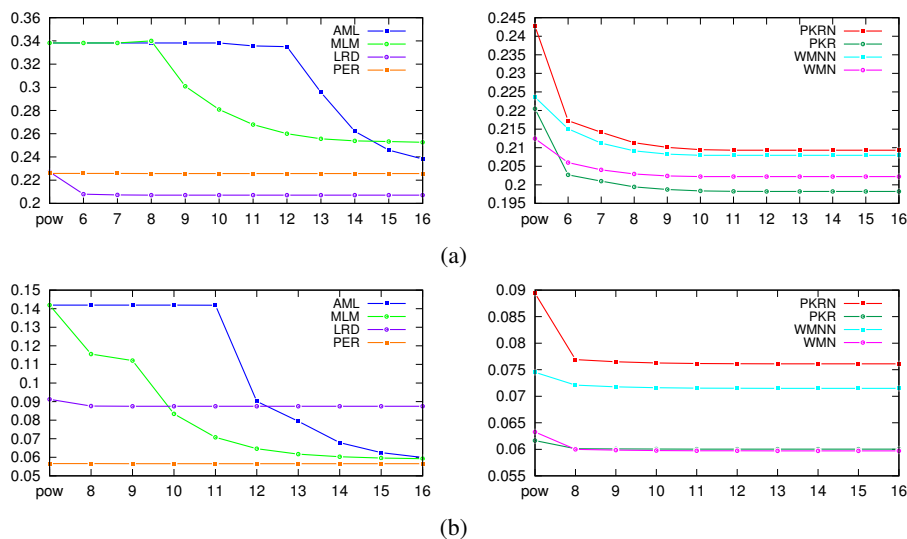 0.36
0.34
0.32
0.3
0.28
0.26
0.24
0.22
0.2
AML
MLM
LRD
PER
pow 6 7 8 9 10 11 12 13 14 15 16
0.245
0.24
0.235
0.23
0.225
0.22
0.215
0.21
0.205
0.2
0.195
PKRN
PKR
WMNN
WMN
pow 6 7 8 9 10 11 12 13 14 15 16
(a)
0.15
0.14
0.13
0.12
0.11
0.1
0.09
0.08
0.07
0.06
0.05
AML
MLM
LRD
PER
pow 8 9 10 11 12 13 14 15 16
0.09
0.085
0.08
0.075
0.07
0.065
0.06
0.055
PKRN
PKR
WMNN
WMN
pow 8 9 10 11 12 13 14 15 16
(b)